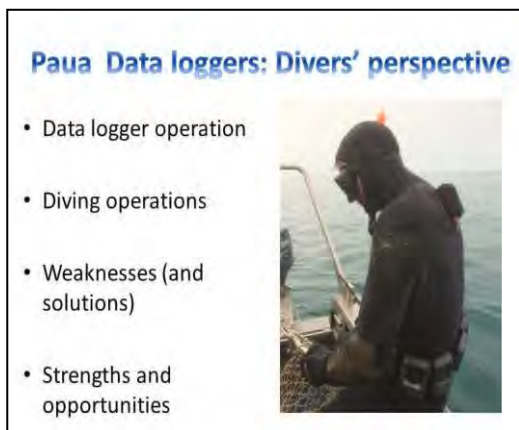 Paua Data loggers: Divers' perspective
• Data logger operation
• Diving operations
• Weaknesses (and
solutions)
• Strengths and
opportunities